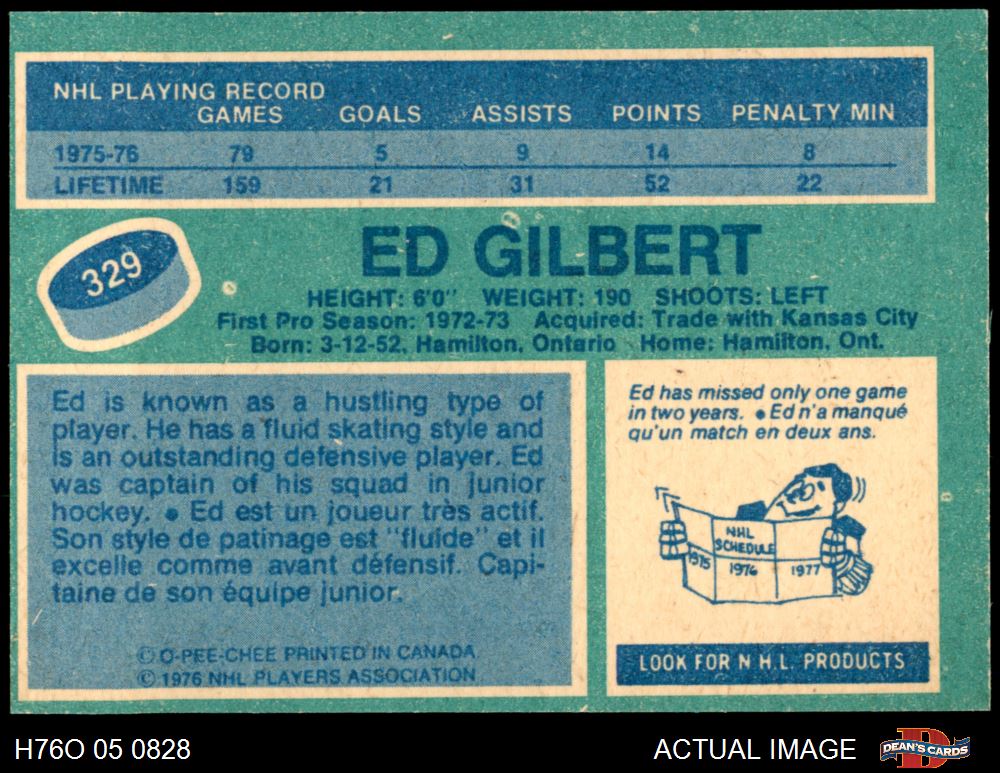 NHL PLAYING RECORD
GAMES GOALS ASSISTS POINTS PENALTY MIN
1975-76 79 5 9 14 8
LIFETIME 159 21 31 52 22
329
ED GILBERT
HEIGHT: 6'0" WEIGHT: 190 SHOOTS: LEFT
First Pro Season: 1972-73 Acquired: Trade with Kansas City
Born: 3-12-52, Hamilton, Ontario Home: Hamilton, Ont.
Ed is known as a hustling type of
player. He has a fluid skating style and
is an outstanding defensive player. Ed
was captain of his squad in junior
hockey. ● Ed est un joueur très actif.
Son style de patinage est "fluide" et il
excelle comme avant défensif. Capi-
taine de son équipe junior.
© O-PEE-CHEE PRINTED IN CANADA
© 1976 NHL PLAYERS ASSOCIATION
Ed has missed only one game
in two years. ● Ed n'a manqué
qu'un match en deux ans.
NHL
SCHEDULE
1975 1976 1977
LOOK FOR N H.L. PRODUCTS
H76O 05 0828
ACTUAL IMAGE
DEAN'S CARDS